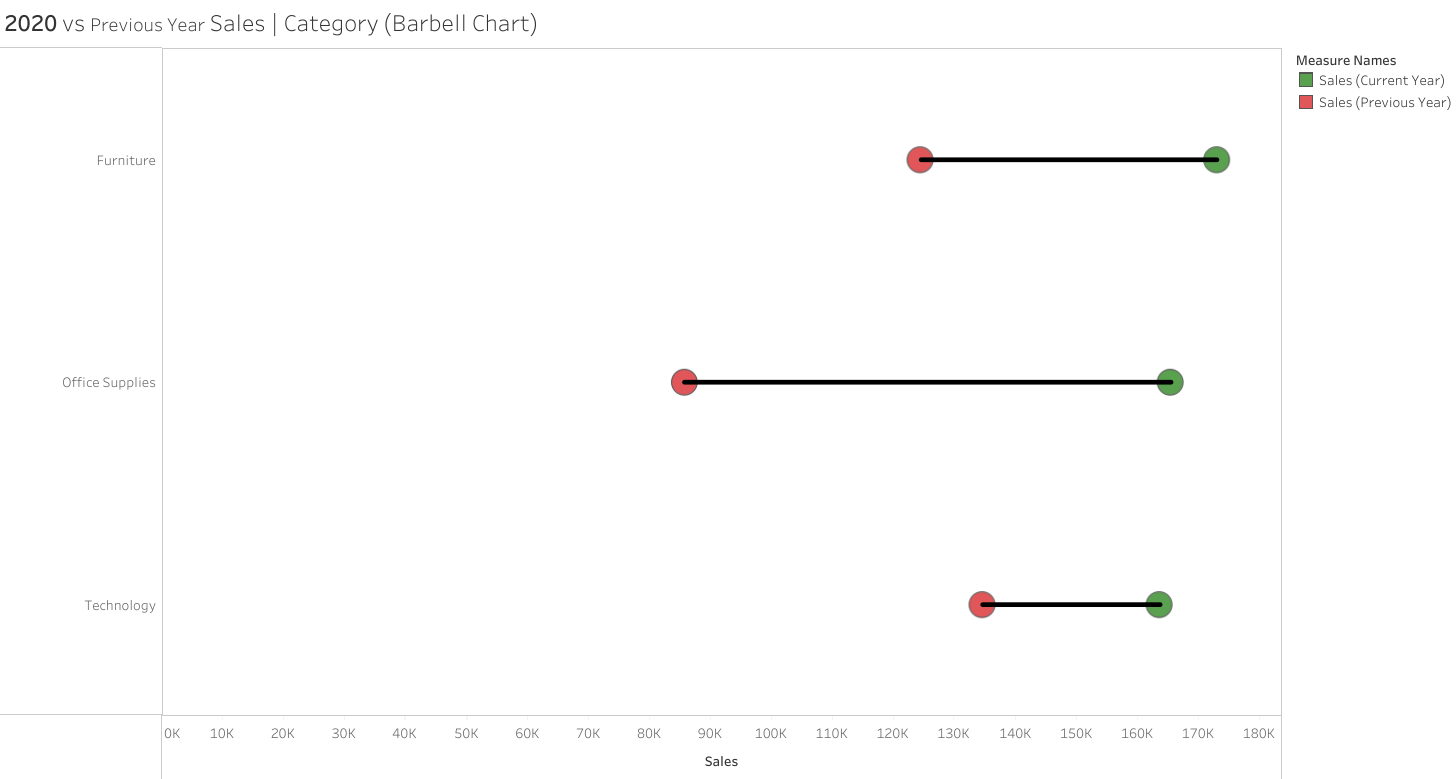 2020 vs Previous Year Sales | Category (Barbell Chart)
Measure Names
Sales (Current Year)
Sales (Previous Year)
Furniture
Office Supplies
Technology
0K 10K 20K 30K 40K 50K 60K 70K 80K 90K 100K 110K 120K 130K 140K 150K 160K 170K 180K
Sales